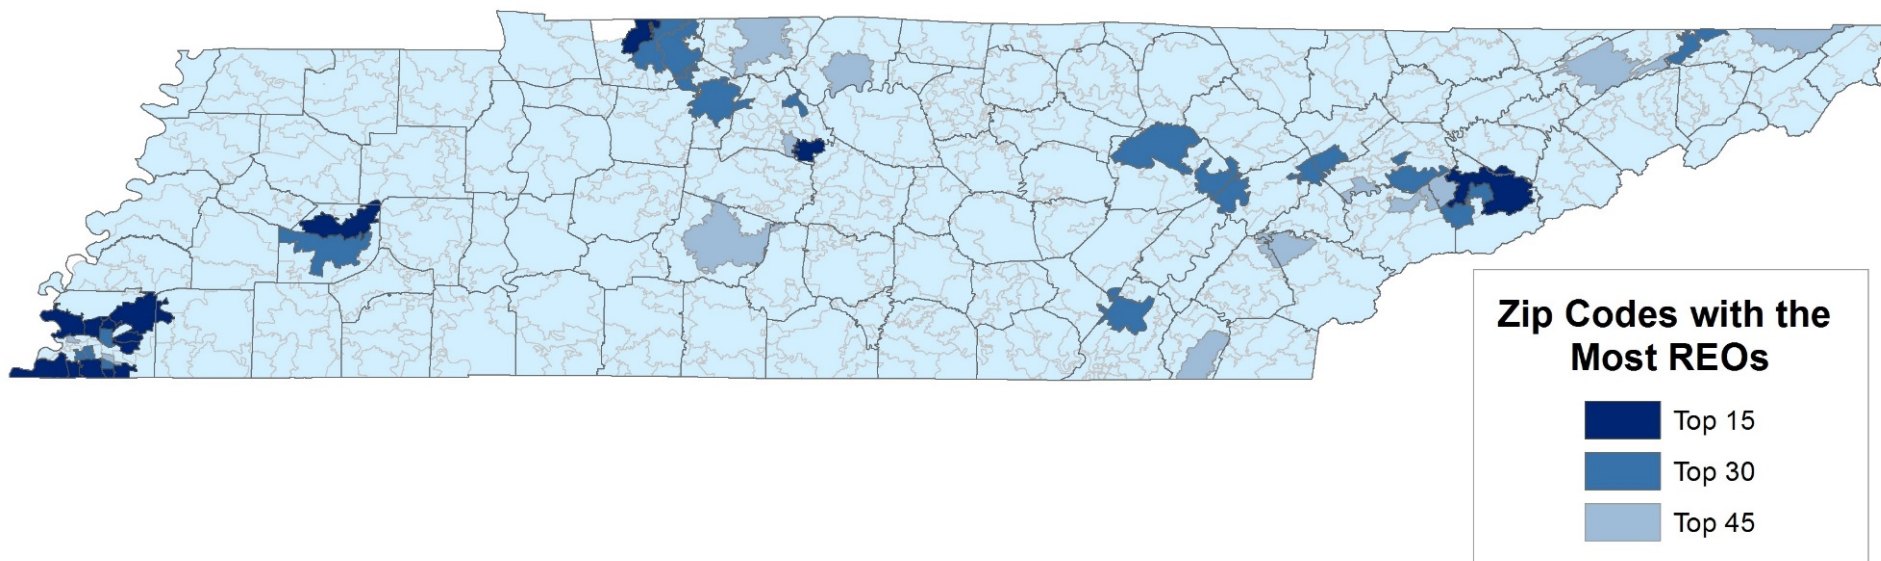 Zip Codes with the
Most REOs
Top 15
Top 30
Top 45